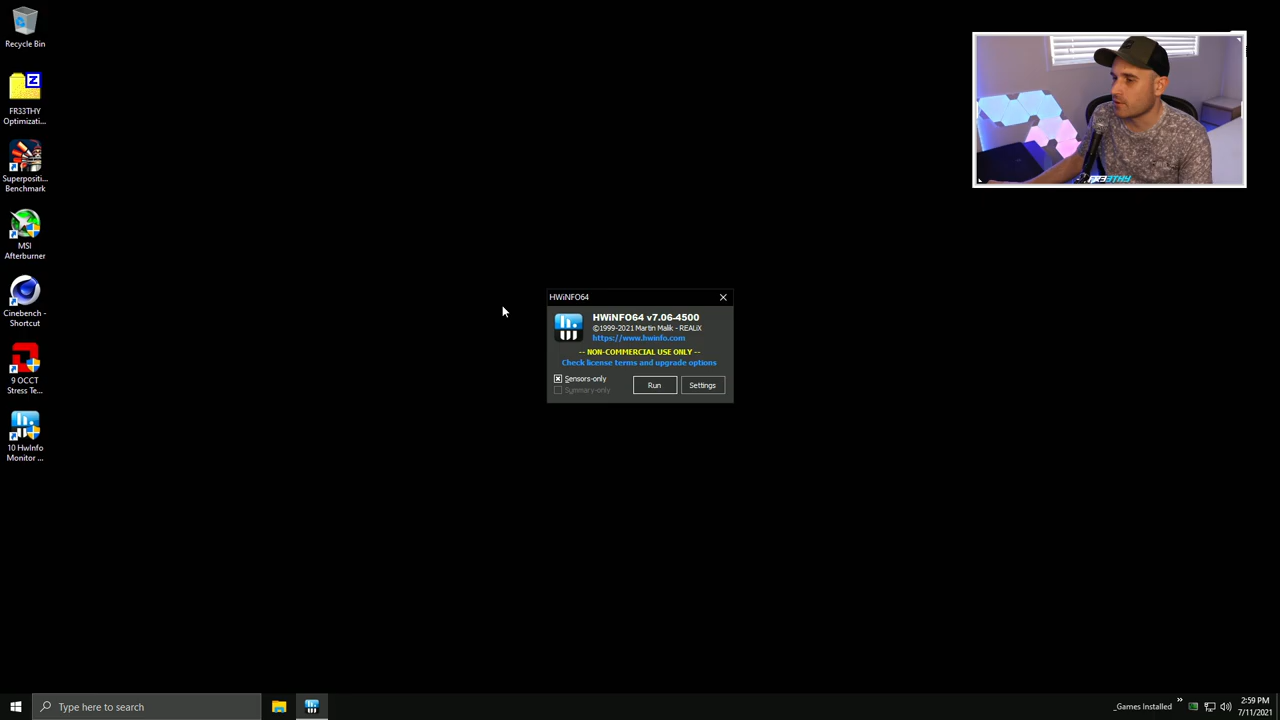 Recycle Bin
FR33THY
Optimizati...
Superpositi...
Benchmark
MSI
Afterburner
Cinebench -
Shortcut
9 OCCT
Stress Te...
10 HwInfo
Monitor ...
FR33THY
HWiNFO64
HWiNFO64 v7.06-4500
©1999-2021 Martin Malik - REALiX
https://www.hwinfo.com
-- NON-COMMERCIAL USE ONLY --
Check license terms and upgrade options
Sensors-only
Run
Settings
Summary-only
Type here to search
_Games Installed
2:59 PM
7/11/2021